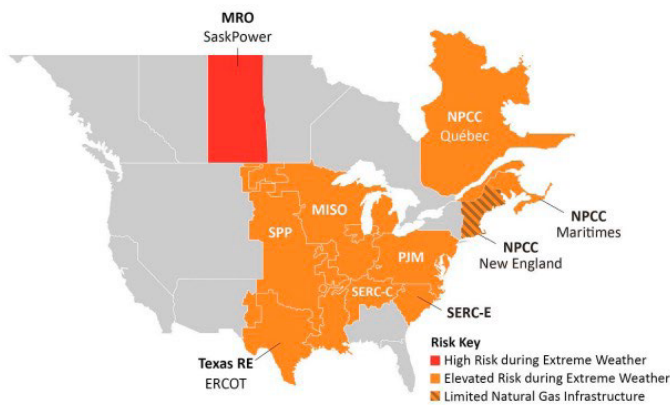 MRO
SaskPower
NPCC
Québec
MISO
SPP
PJM
NPCC
Maritimes
NPCC
New England
SERC-C
SERC-E
Texas RE
ERCOT
Risk Key
High Risk during Extreme Weather
Elevated Risk during Extreme Weather
Limited Natural Gas Infrastructure